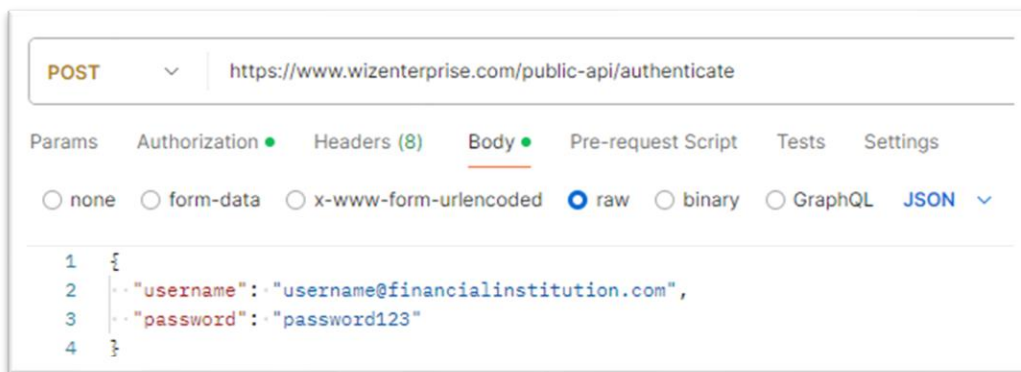 POST https://www.wizenterprise.com/public-api/authenticate
Params Authorization Headers (8) Body Pre-request Script Tests Settings
none form-data x-www-form-urlencoded raw binary GraphQL JSON
1 {
2 "username": "username@financialinstitution.com",
3 "password": "password123"
4 }